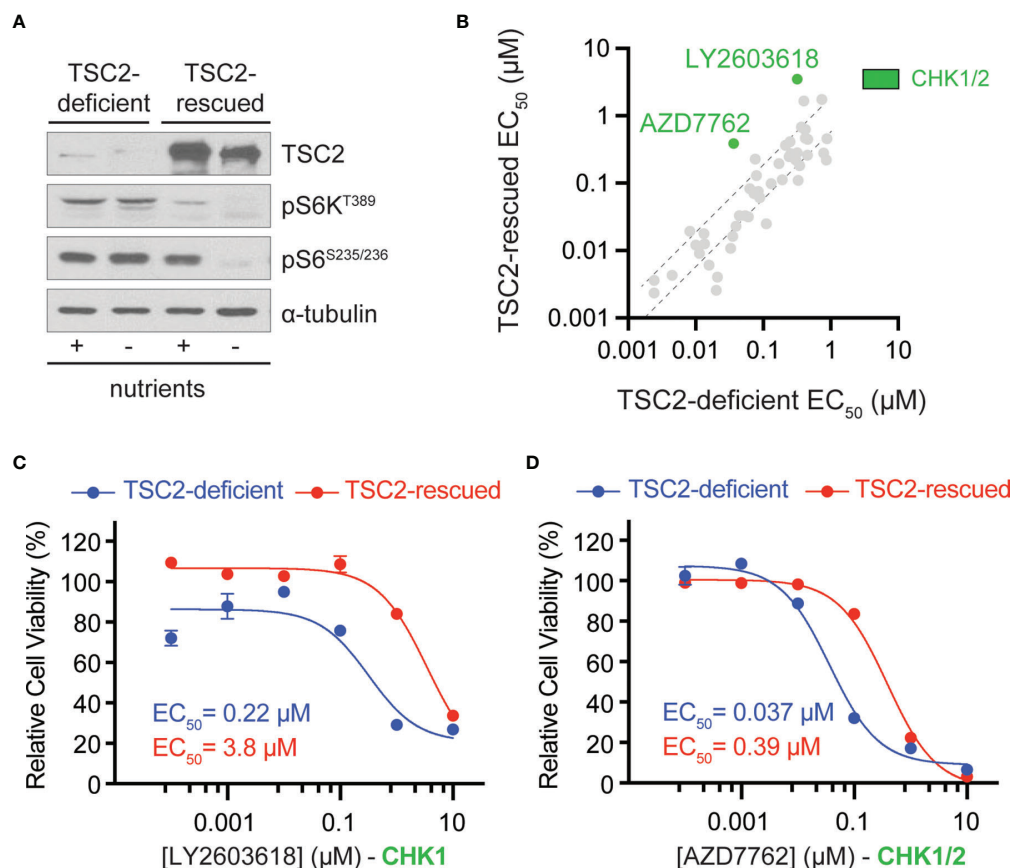 A
TSC2-
deficient
TSC2-
rescued
TSC2
pS6K^T389
pS6^S235/236
α-tubulin
+ - + -
nutrients
B
TSC2-rescued EC50 (µM)
10
1
0.1
0.01
0.001
LY2603618
AZD7762
CHK1/2
0.001 0.01 0.1 1 10
TSC2-deficient EC50 (µM)
C
TSC2-deficient TSC2-rescued
Relative Cell Viability (%)
120
100
80
60
40
20
0
EC50= 0.22 µM
EC50= 3.8 µM
0.001 0.1 10
[LY2603618] (µM) - CHK1
D
TSC2-deficient TSC2-rescued
Relative Cell Viability (%)
120
100
80
60
40
20
0
EC50= 0.037 µM
EC50= 0.39 µM
0.001 0.1 10
[AZD7762] (µM) - CHK1/2